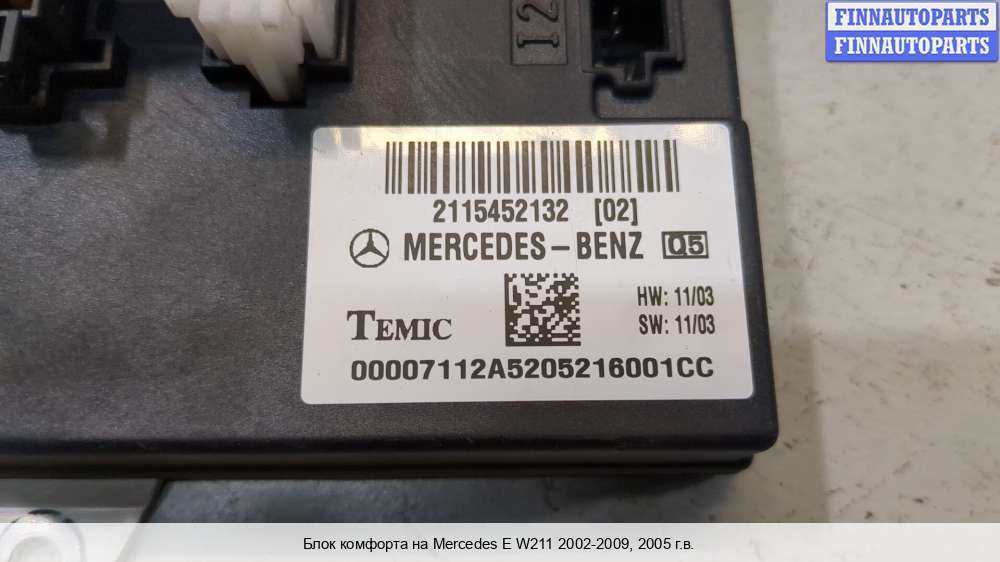 FINNAUTOPARTS
FINNAUTOPARTS
12
2115452132 [02]
MERCEDES-BENZ Q5
HW: 11/03
TEMIC
SW: 11/03
00007112A5205216001CC
Блок комфорта на Mercedes E W211 2002-2009, 2005 г.в.